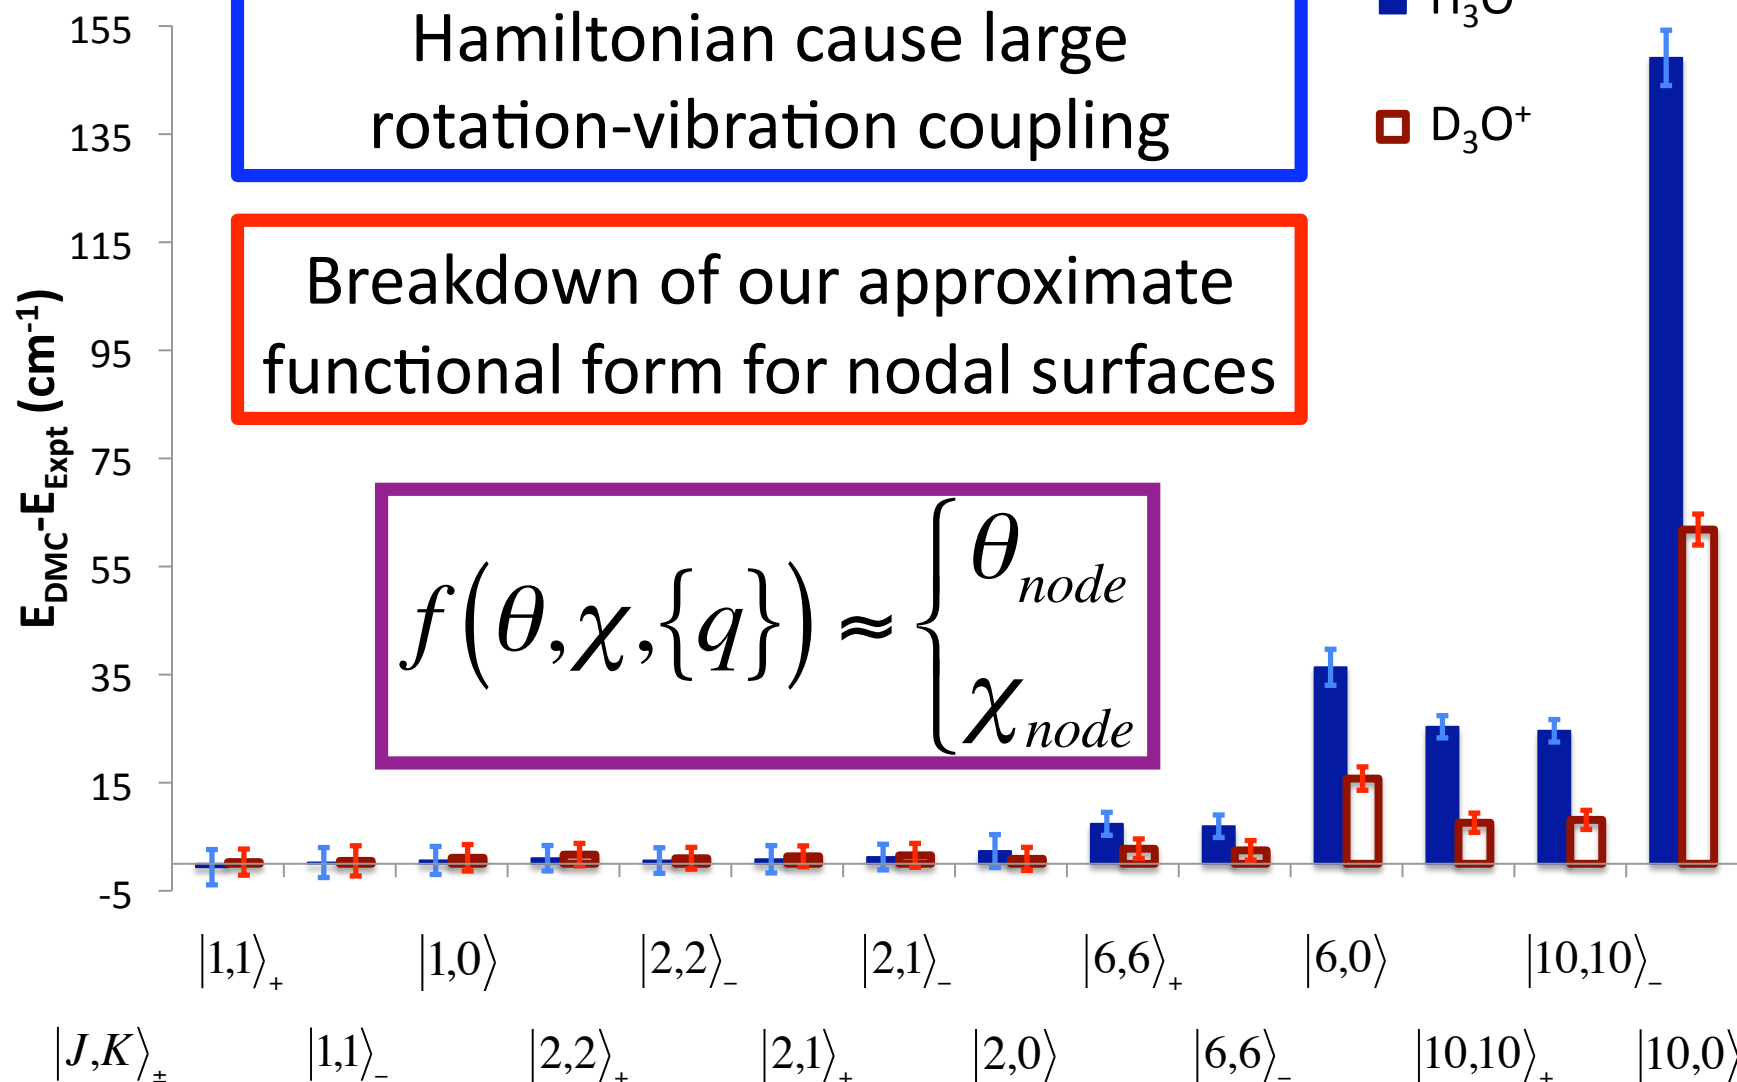 Hamiltonian cause large
rotation-vibration coupling
H₃O
D₃O⁺
Breakdown of our approximate
functional form for nodal surfaces
f(θ,χ,{q}) ≈ { θnode
χnode
E_DMC-E_Expt (cm⁻¹)
155
135
115
95
75
55
35
15
-5
|1,1⟩₊ |1,0⟩ |2,2⟩₋ |2,1⟩₋ |6,6⟩₊ |6,0⟩ |10,10⟩₋
|J,K⟩± |1,1⟩₋ |2,2⟩₊ |2,1⟩₊ |2,0⟩ |6,6⟩₋ |10,10⟩₊ |10,0⟩